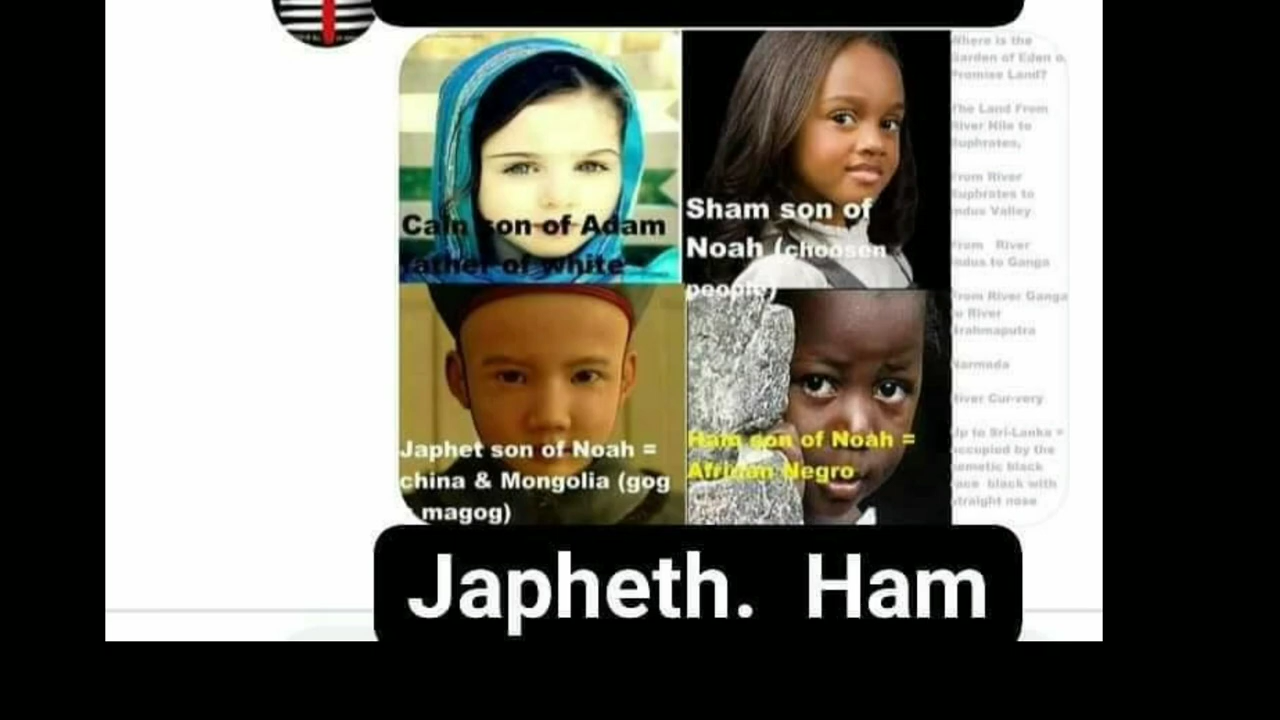 Cain son of Adam
father of white
Sham son of
Noah (choosen
people)
Japhet son of Noah =
china & Mongolia (gog
magog)
Ham son of Noah =
African Negro
Where is the
Garden of Eden o
Promise Land?
The Land From
River Nile to
Euphrates,
From River
Euphrates to
Indus Valley
From River
Indus to Ganga
From River Ganga
to River
Brahmaputra
Narmada
River Cur-very
Up to Sri-Lanka =
occupied by the
semetic black
race black with
straight nose
Japheth. Ham